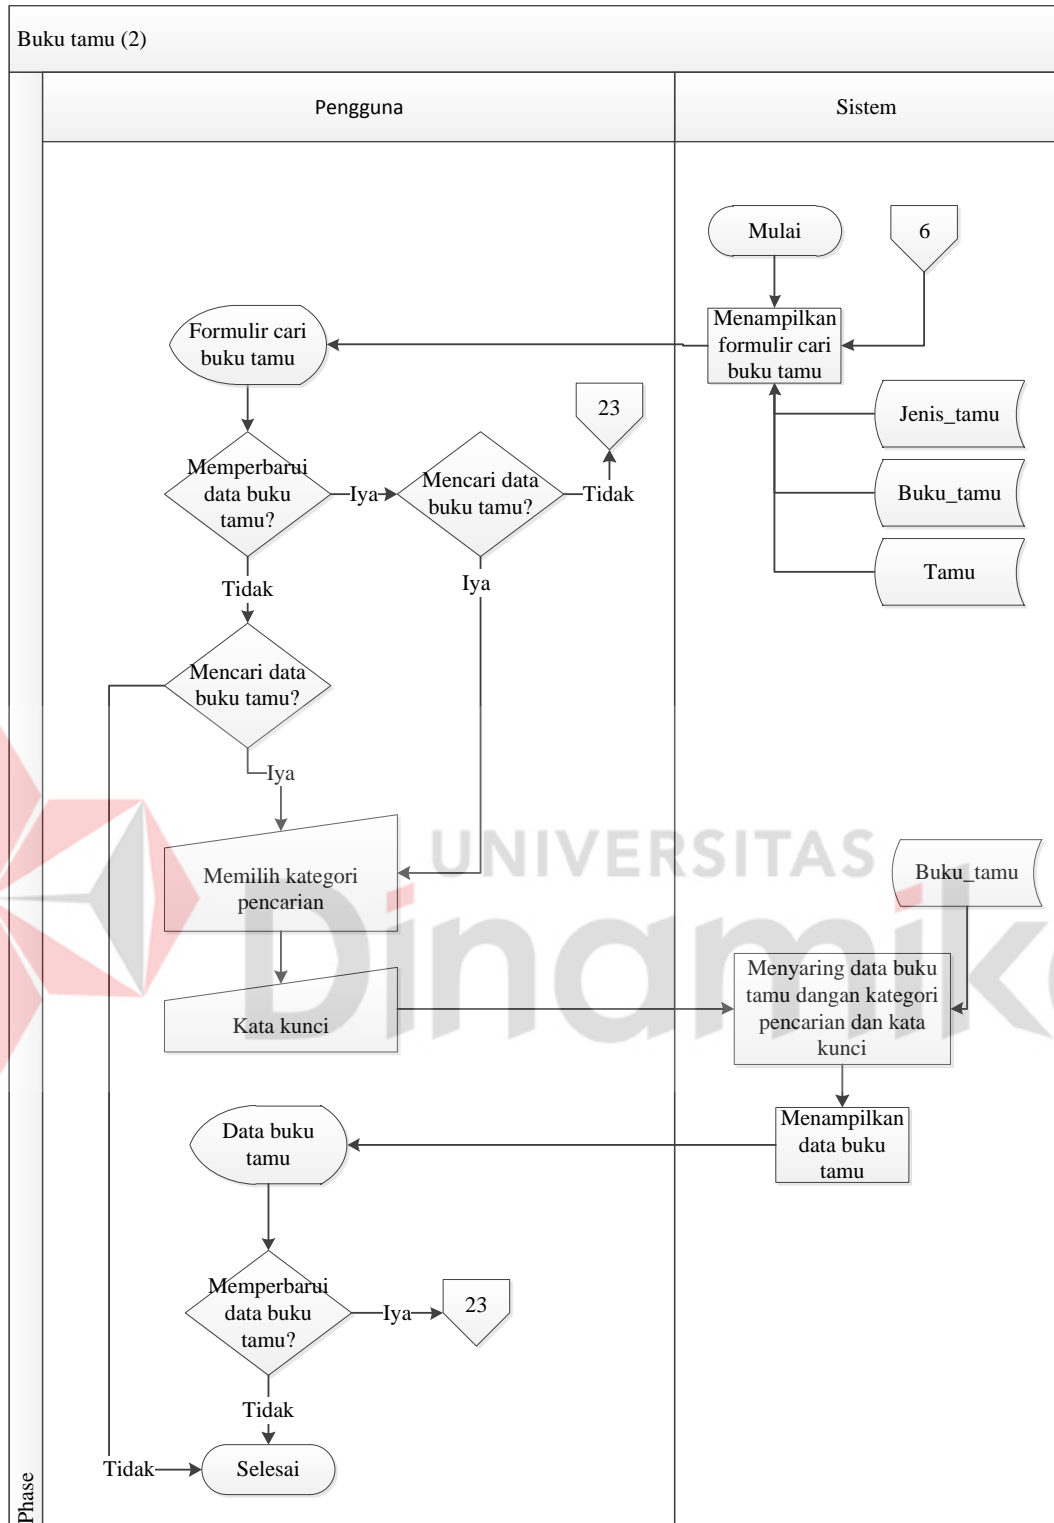 Buku tamu (2)
Pengguna
Sistem
Mulai
6
Menampilkan
formulir cari
buku tamu
Formulir cari
buku tamu
23
Jenis_tamu
Memperbarui
data buku
tamu?
Iya
Mencari data
buku tamu?
Tidak
Buku_tamu
Tamu
Tidak
Iya
Mencari data
buku tamu?
Iya
UNIVERSITAS
Dinamika
Memilih kategori
pencarian
Buku_tamu
Kata kunci
Menyaring data buku
tamu dangan kategori
pencarian dan kata
kunci
Data buku
tamu
Menampilkan
data buku
tamu
Memperbarui
data buku
tamu?
Iya
23
Tidak
Tidak
Selesai
Phase